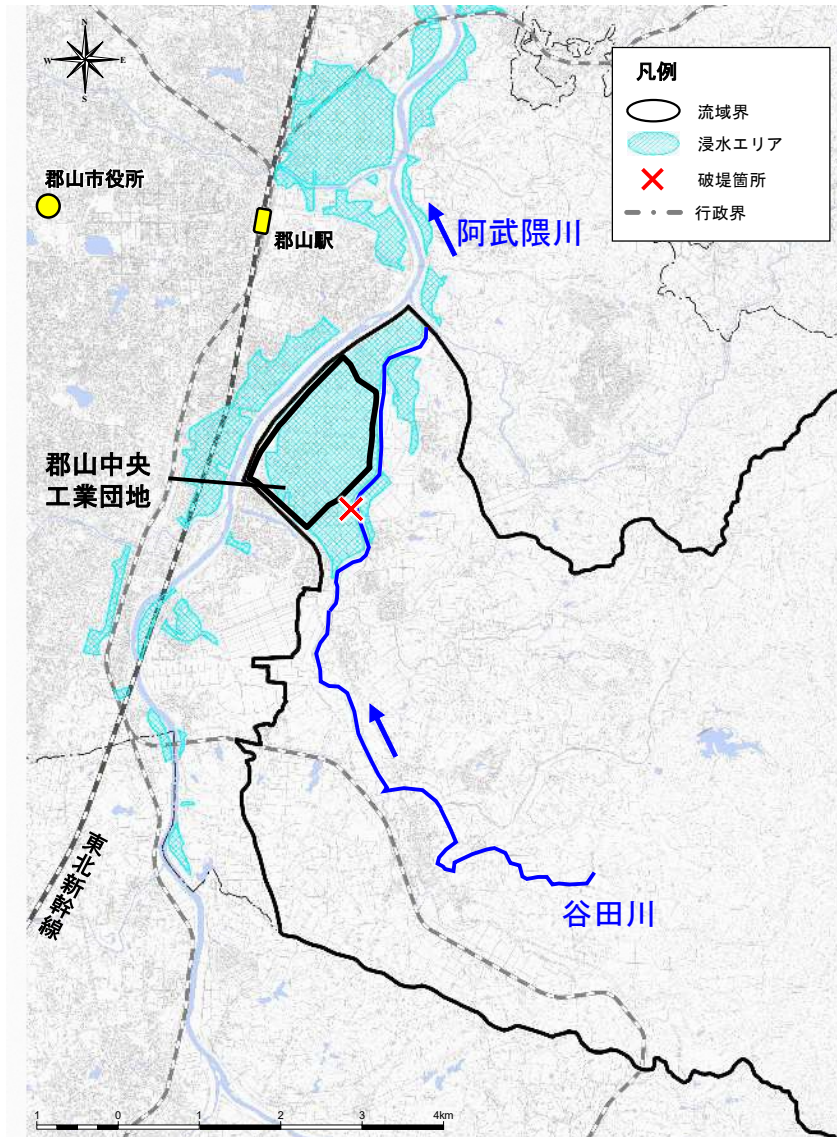 N
W E
S
凡例
流域界
浸水エリア
破堤箇所
行政界
郡山市役所
郡山駅
阿武隈川
郡山中央
工業団地
東北新幹線
谷田川
1 0 1 2 3 4km